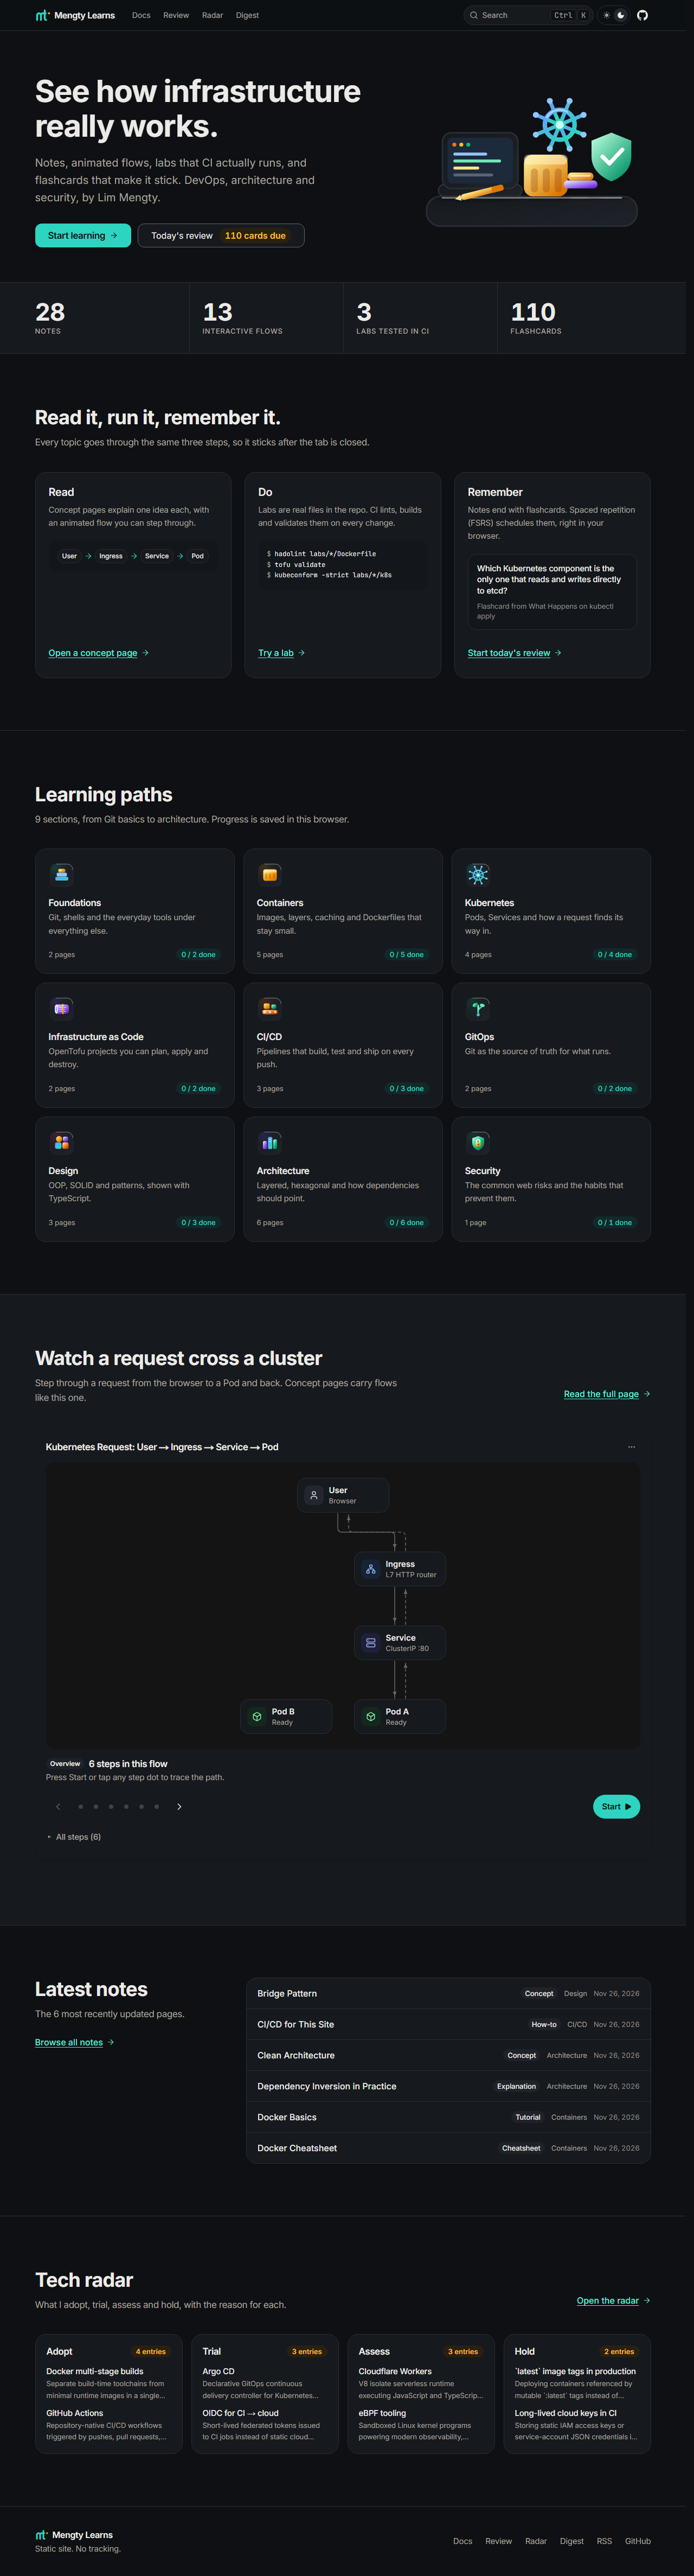 Mengty Learns Docs Review Radar Digest Search Ctrl K
See how infrastructure
really works.
Notes, animated flows, labs that CI actually runs, and
flashcards that make it stick. DevOps, architecture and
security, by Lim Mengty.
Start learning → Today's review 110 cards due
28 13 3 110
NOTES INTERACTIVE FLOWS LABS TESTED IN CI FLASHCARDS
Read it, run it, remember it.
Every topic goes through the same three steps, so it sticks after the tab is closed.
Read
Concept pages explain one idea each, with
an animated flow you can step through.
User → Ingress → Service → Pod
Open a concept page →
Do
Labs are real files in the repo. CI lints, builds
and validates them on every change.
$ hadolint labs/*/Dockerfile
$ tofu validate
$ kubeconform -strict labs/*/k8s
Try a lab →
Remember
Notes end with flashcards. Spaced repetition
(FSRS) schedules them, right in your
browser.
Which Kubernetes component is the
only one that reads and writes directly
to etcd?
Flashcard from What Happens on kubectl
apply
Start today's review →
Learning paths
9 sections, from Git basics to architecture. Progress is saved in this browser.
Foundations
Git, shells and the everyday tools under
everything else.
2 pages 0 / 2 done
Containers
Images, layers, caching and Dockerfiles that
stay small.
5 pages 0 / 5 done
Kubernetes
Pods, Services and how a request finds its
way in.
4 pages 0 / 4 done
Infrastructure as Code
OpenTofu projects you can plan, apply and
destroy.
2 pages 0 / 2 done
CI/CD
Pipelines that build, test and ship on every
push.
3 pages 0 / 3 done
GitOps
Git as the source of truth for what runs.
2 pages 0 / 2 done
Design
OOP, SOLID and patterns, shown with
TypeScript.
3 pages 0 / 3 done
Architecture
Layered, hexagonal and how dependencies
should point.
6 pages 0 / 6 done
Security
The common web risks and the habits that
prevent them.
1 page 0 / 1 done
Watch a request cross a cluster
Step through a request from the browser to a Pod and back. Concept pages carry flows
like this one.
Read the full page →
Kubernetes Request: User → Ingress → Service → Pod
User
Browser
Ingress
L7 HTTP router
Service
ClusterIP :80
Pod B
Ready
Pod A
Ready
Overview 6 steps in this flow
Press Start or tap any step dot to trace the path.
Start
All steps (6)
Latest notes
The 6 most recently updated pages.
Browse all notes →
Bridge Pattern Concept Design Nov 26, 2026
CI/CD for This Site How-to CI/CD Nov 26, 2026
Clean Architecture Concept Architecture Nov 26, 2026
Dependency Inversion in Practice Explanation Architecture Nov 26, 2026
Docker Basics Tutorial Containers Nov 26, 2026
Docker Cheatsheet Cheatsheet Containers Nov 26, 2026
Tech radar
What I adopt, trial, assess and hold, with the reason for each.
Open the radar →
Adopt 4 entries
Docker multi-stage builds
Separate build-time toolchains from
minimal runtime images in a single...
GitHub Actions
Repository-native CI/CD workflows
triggered by pushes, pull requests,...
Trial 3 entries
Argo CD
Declarative GitOps continuous
delivery controller for Kubernetes...
OIDC for CI → cloud
Short-lived federated tokens issued
to CI jobs instead of static cloud...
Assess 3 entries
Cloudflare Workers
V8 isolate serverless runtime
executing JavaScript and TypeScrip...
eBPF tooling
Sandboxed Linux kernel programs
powering modern observability,...
Hold 2 entries
`latest` image tags in production
Deploying containers referenced by
mutable `:latest` tags instead of...
Long-lived cloud keys in CI
Storing static IAM access keys or
service-account JSON credentials i...
Mengty Learns
Static site. No tracking.
Docs Review Radar Digest RSS GitHub